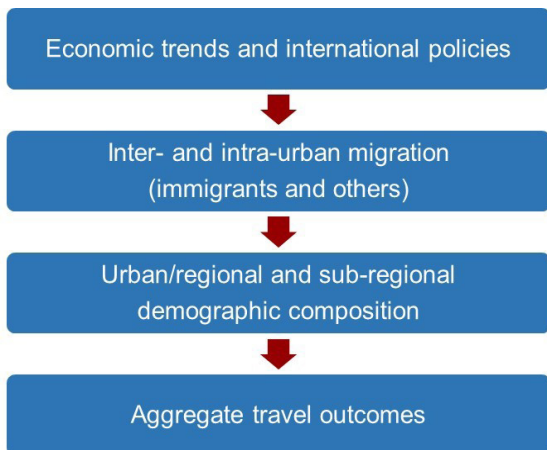 Economic trends and international policies
Inter- and intra-urban migration
(immigrants and others)
Urban/regional and sub-regional
demographic composition
Aggregate travel outcomes